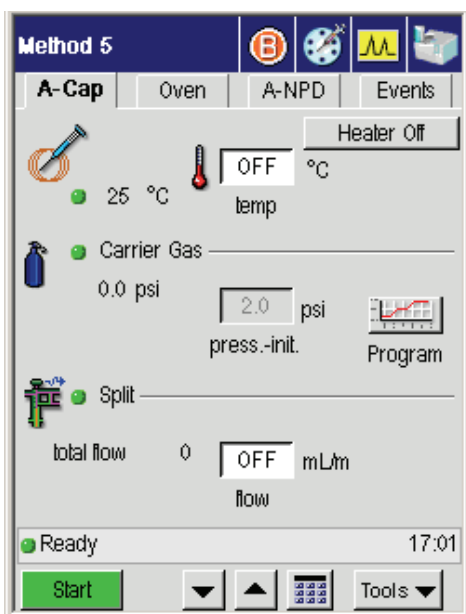 Method 5
B
A-Cap Oven A-NPD Events
Heater Off
25 °C OFF °C
temp
Carrier Gas
0.0 psi
2.0 psi
press.-init.
Program
Split
total flow 0 OFF mL/m
flow
Ready 17:01
Start Tools